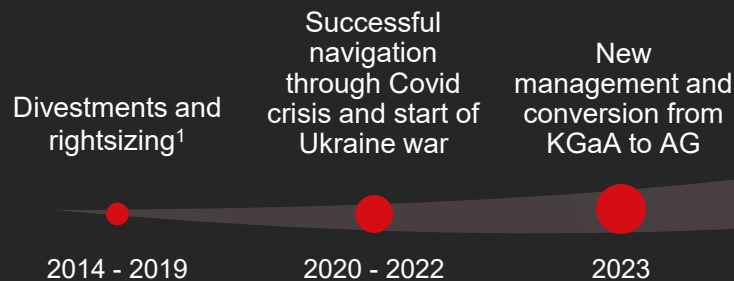 Divestments and
rightsizing¹
2014 - 2019
Successful
navigation
through Covid
crisis and start of
Ukraine war
2020 - 2022
New
management and
conversion from
KGaA to AG
2023